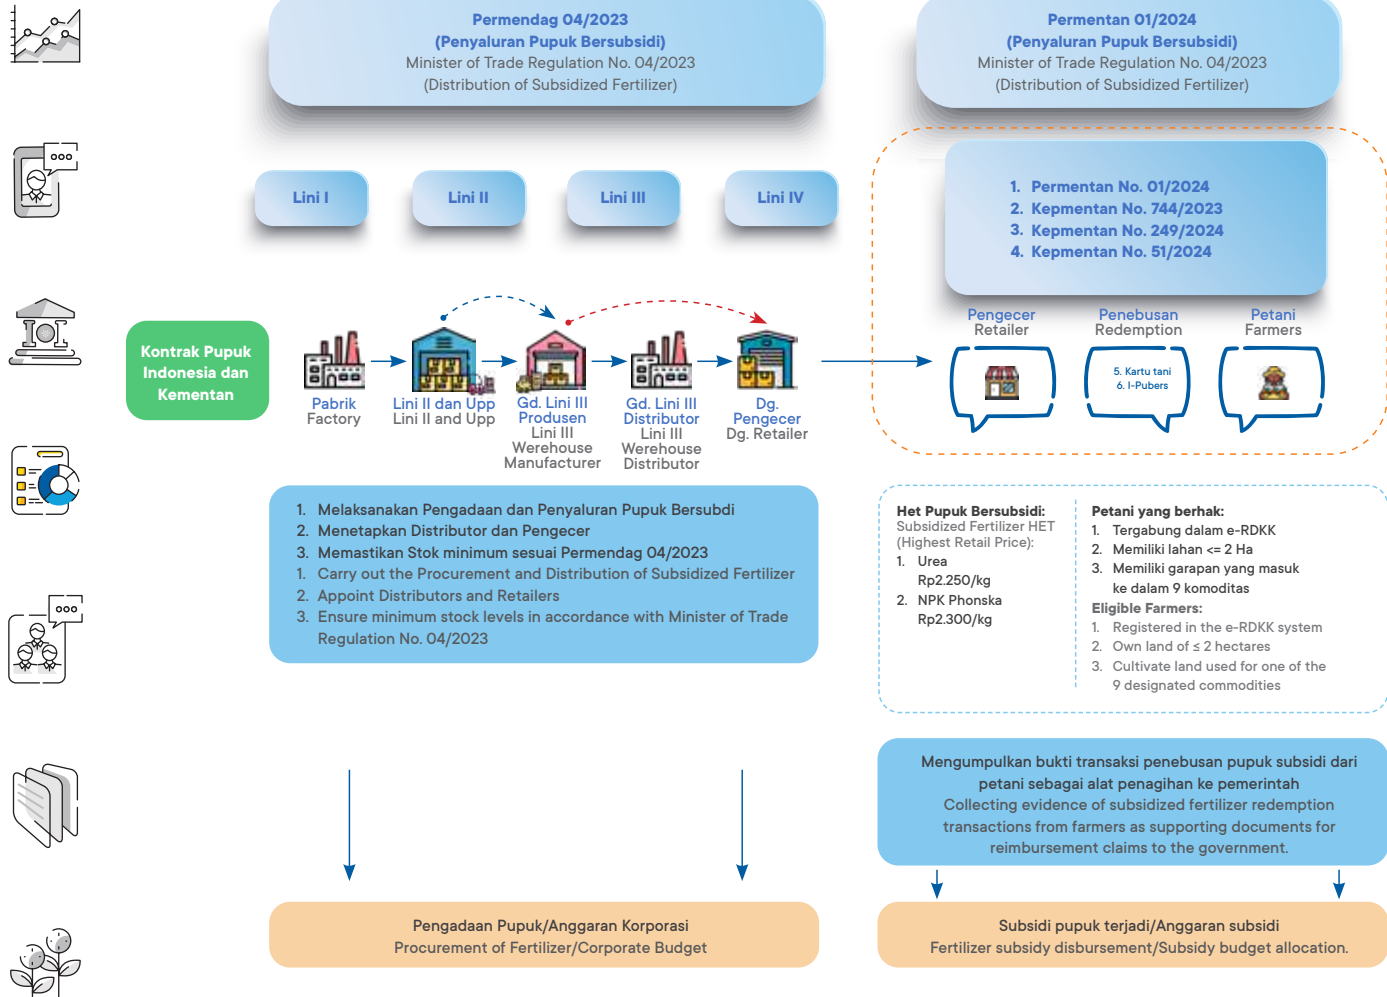 Permendag 04/2023
(Penyaluran Pupuk Bersubsidi)
Minister of Trade Regulation No. 04/2023
(Distribution of Subsidized Fertilizer)
Permentan 01/2024
(Penyaluran Pupuk Bersubsidi)
Minister of Trade Regulation No. 04/2023
(Distribution of Subsidized Fertilizer)
Lini I
Lini II
Lini III
Lini IV
1. Permentan No. 01/2024
2. Kepmentan No. 744/2023
3. Kepmentan No. 249/2024
4. Kepmentan No. 51/2024
Kontrak Pupuk
Indonesia dan
Kementan
Pabrik
Factory
Lini II dan Upp
Lini II and Upp
Gd. Lini III
Produsen
Lini III
Werehouse
Manufacturer
Gd. Lini III
Distributor
Lini III
Werehouse
Distributor
Dg.
Pengecer
Dg. Retailer
Pengecer
Retailer
Penebusan
Redemption
5. Kartu tani
6. I-Pubers
Petani
Farmers
1. Melaksanakan Pengadaan dan Penyaluran Pupuk Bersubdi
2. Menetapkan Distributor dan Pengecer
3. Memastikan Stok minimum sesuai Permendag 04/2023
1. Carry out the Procurement and Distribution of Subsidized Fertilizer
2. Appoint Distributors and Retailers
3. Ensure minimum stock levels in accordance with Minister of Trade
Regulation No. 04/2023
Het Pupuk Bersubsidi:
Subsidized Fertilizer HET
(Highest Retail Price):
1. Urea
Rp2.250/kg
2. NPK Phonska
Rp2.300/kg
Petani yang berhak:
1. Tergabung dalam e-RDKK
2. Memiliki lahan <= 2 Ha
3. Memiliki garapan yang masuk
ke dalam 9 komoditas
Eligible Farmers:
1. Registered in the e-RDKK system
2. Own land of ≤ 2 hectares
3. Cultivate land used for one of the
9 designated commodities
Mengumpulkan bukti transaksi penebusan pupuk subsidi dari
petani sebagai alat penagihan ke pemerintah
Collecting evidence of subsidized fertilizer redemption
transactions from farmers as supporting documents for
reimbursement claims to the government.
Pengadaan Pupuk/Anggaran Korporasi
Procurement of Fertilizer/Corporate Budget
Subsidi pupuk terjadi/Anggaran subsidi
Fertilizer subsidy disbursement/Subsidy budget allocation.